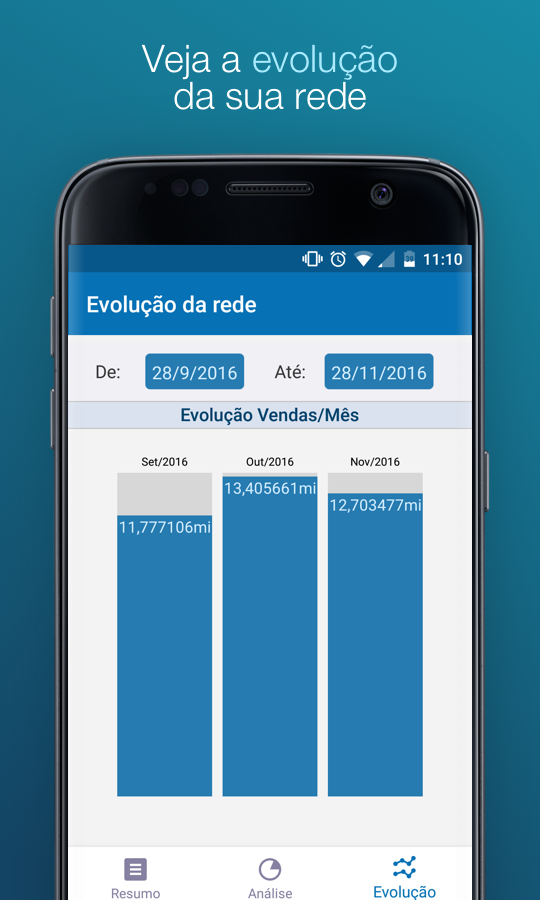 Veja a evolução
da sua rede
39
11:10
Evolução da rede
De: 28/9/2016 Até: 28/11/2016
Evolução Vendas/Mês
Set/2016 Out/2016 Nov/2016
11,777106mi 13,405661mi 12,703477mi
Resumo Análise Evolução